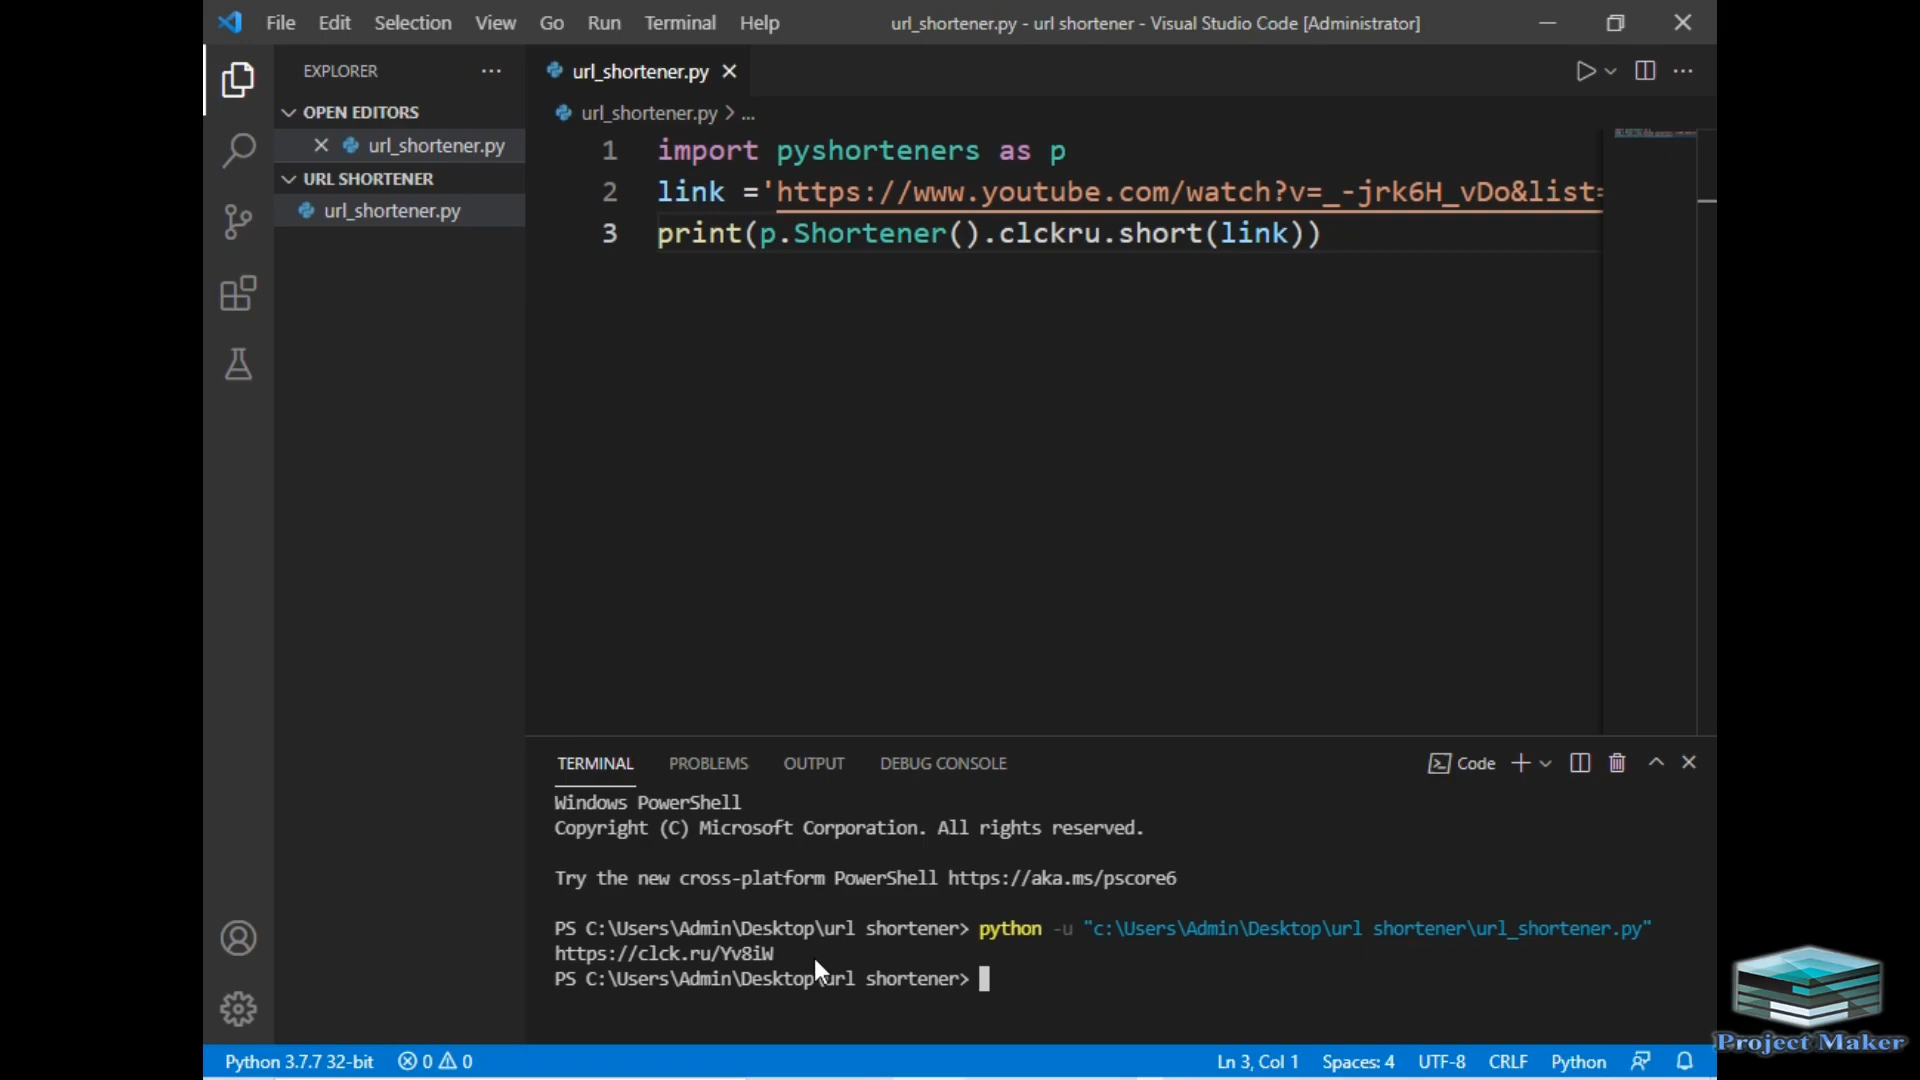 File Edit Selection View Go Run Terminal Help url_shortener.py - url shortener - Visual Studio Code [Administrator]
EXPLORER
OPEN EDITORS
url_shortener.py
URL SHORTENER
url_shortener.py
url_shortener.py
url_shortener.py > ...
1 import pyshorteners as p
2 link ='https://www.youtube.com/watch?v=_-jrk6H_vDo&list=
3 print(p.Shortener().clckru.short(link))
TERMINAL PROBLEMS OUTPUT DEBUG CONSOLE Code
Windows PowerShell
Copyright (C) Microsoft Corporation. All rights reserved.
Try the new cross-platform PowerShell https://aka.ms/pscore6
PS C:\Users\Admin\Desktop\url shortener> python -u "c:\Users\Admin\Desktop\url shortener\url_shortener.py"
https://clck.ru/Yv8iW
PS C:\Users\Admin\Desktop\url shortener>
Python 3.7.7 32-bit 0 0 Ln 3, Col 1 Spaces: 4 UTF-8 CRLF Python
Project Maker